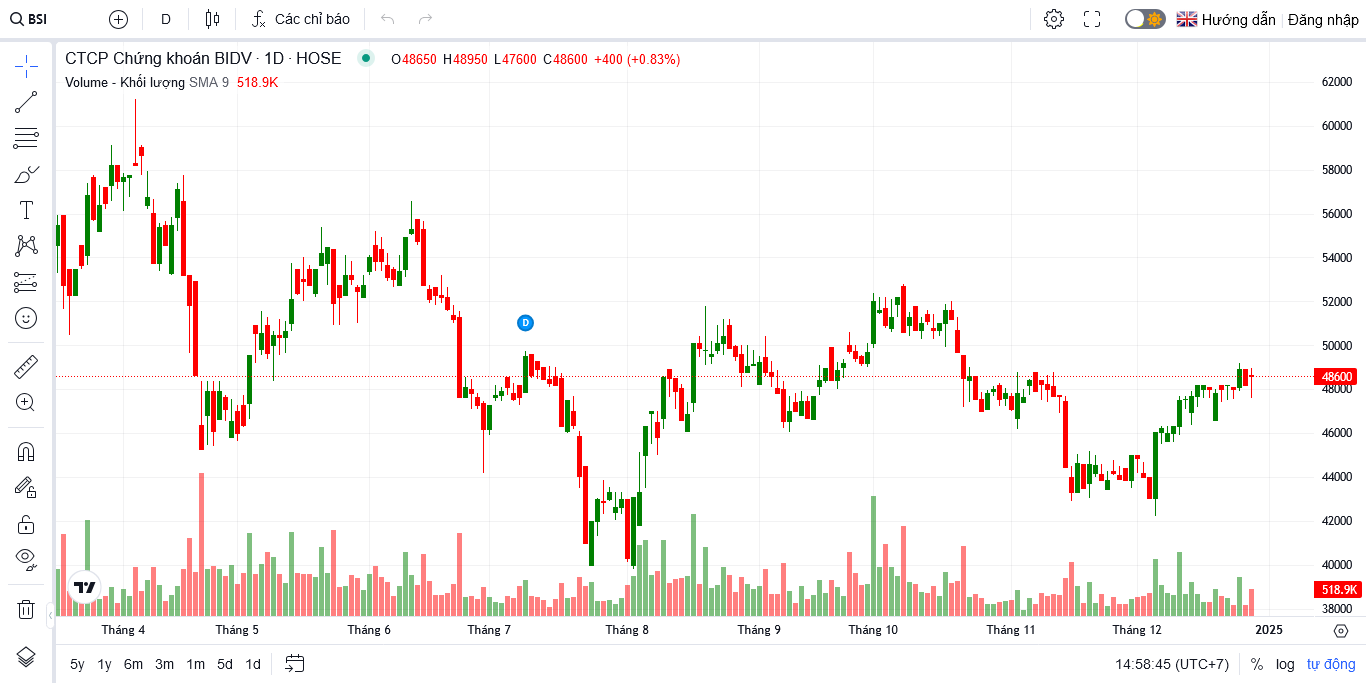 BSI D Các chỉ báo Hướng dẫn Đăng nhập
CTCP Chứng khoán BIDV · 1D · HOSE O48650 H48950 L47600 C48600 +400 (+0.83%)
Volume - Khối lượng SMA 9 518.9K
62000
60000
58000
56000
54000
52000
D
50000
48600
48000
46000
44000
42000
40000
518.9K
38000
Tháng 4 Tháng 5 Tháng 6 Tháng 7 Tháng 8 Tháng 9 Tháng 10 Tháng 11 Tháng 12 2025
5y 1y 6m 3m 1m 5d 1d 14:58:45 (UTC+7) % log tự động